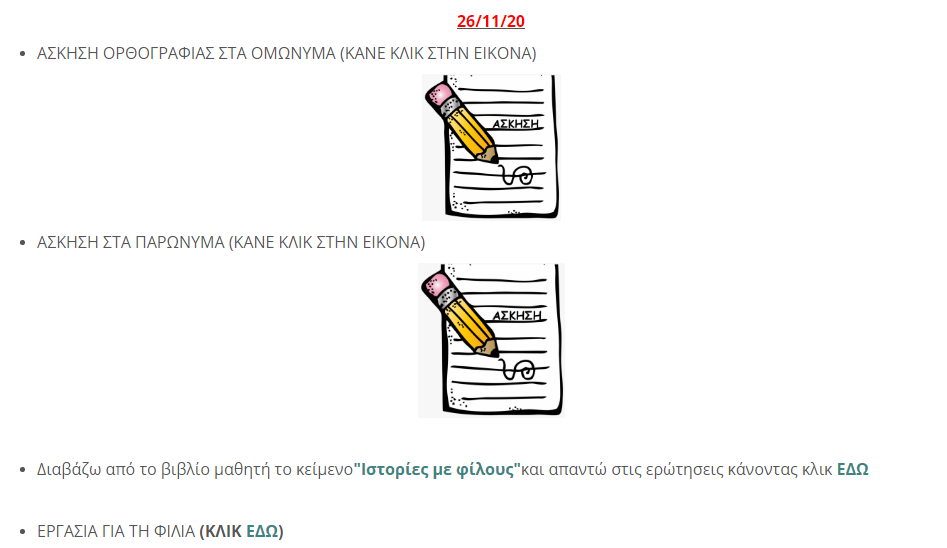 26/11/20
ΑΣΚΗΣΗ ΟΡΘΟΓΡΑΦΙΑΣ ΣΤΑ ΟΜΩΝΥΜΑ (ΚΑΝΕ ΚΛΙΚ ΣΤΗΝ ΕΙΚΟΝΑ)
ΑΣΚΗΣΗ
ΑΣΚΗΣΗ ΣΤΑ ΠΑΡΩΝΥΜΑ (ΚΑΝΕ ΚΛΙΚ ΣΤΗΝ ΕΙΚΟΝΑ)
ΑΣΚΗΣΗ
Διαβάζω από το βιβλίο μαθητή το κείμενο"Ιστορίες με φίλους"και απαντώ στις ερώτησεις κάνοντας κλικ ΕΔΩ
ΕΡΓΑΣΙΑ ΓΙΑ ΤΗ ΦΙΛΙΑ (ΚΛΙΚ ΕΔΩ)